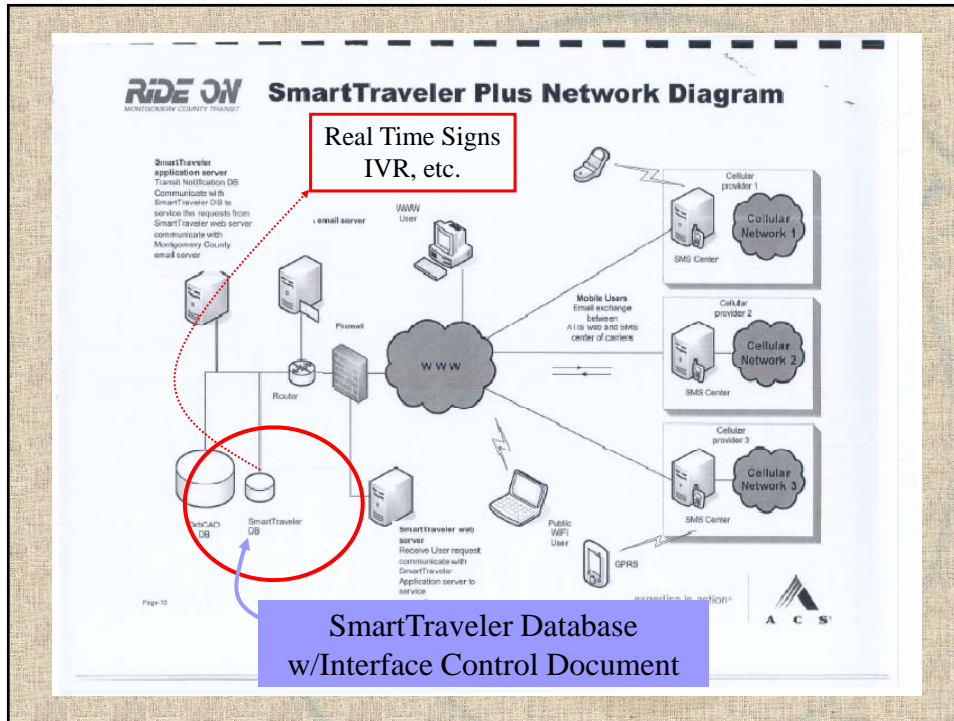 RIDE ON
MONTGOMERY COUNTY TRANSIT
SmartTraveler Plus Network Diagram
Real Time Signs
IVR, etc.
SmartTraveler
application server
Transit Notification DB
Communicate with
SmartTraveler DB to
service the requests from
SmartTraveler web server
communicate with
Montgomery County
email server
email server
WWW
User
Cellular
provider 1
Cellular
Network 1
SMS Center
Firewall
Router
WWW
Mobile Users
Email exchange
between
ATIS web and SMS
center of carriers
Cellular
provider 2
Cellular
Network 2
SMS Center
Cellular
provider 3
Cellular
Network 3
SMS Center
DB
SmartTraveler
DB
SmartTraveler web
server
Receive User request
communicate with
SmartTraveler
Application server to
service
Public
WIFI
User
GPRS
Page-10
expertise in action
A C S
SmartTraveler Database
w/Interface Control Document